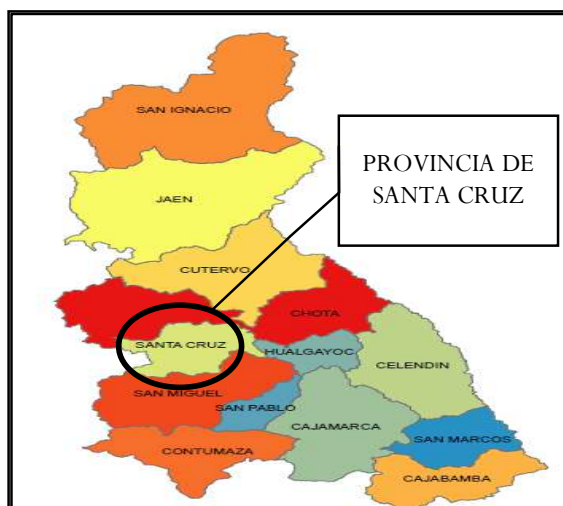 SAN IGNACIO
PROVINCIA DE
SANTA CRUZ
JAEN
CUTERVO
CHOTA
SANTA CRUZ
HUALGAYOC
CELENDIN
SAN MIGUEL
SAN PABLO
CAJAMARCA
SAN MARCOS
CONTUMAZA
CAJABAMBA